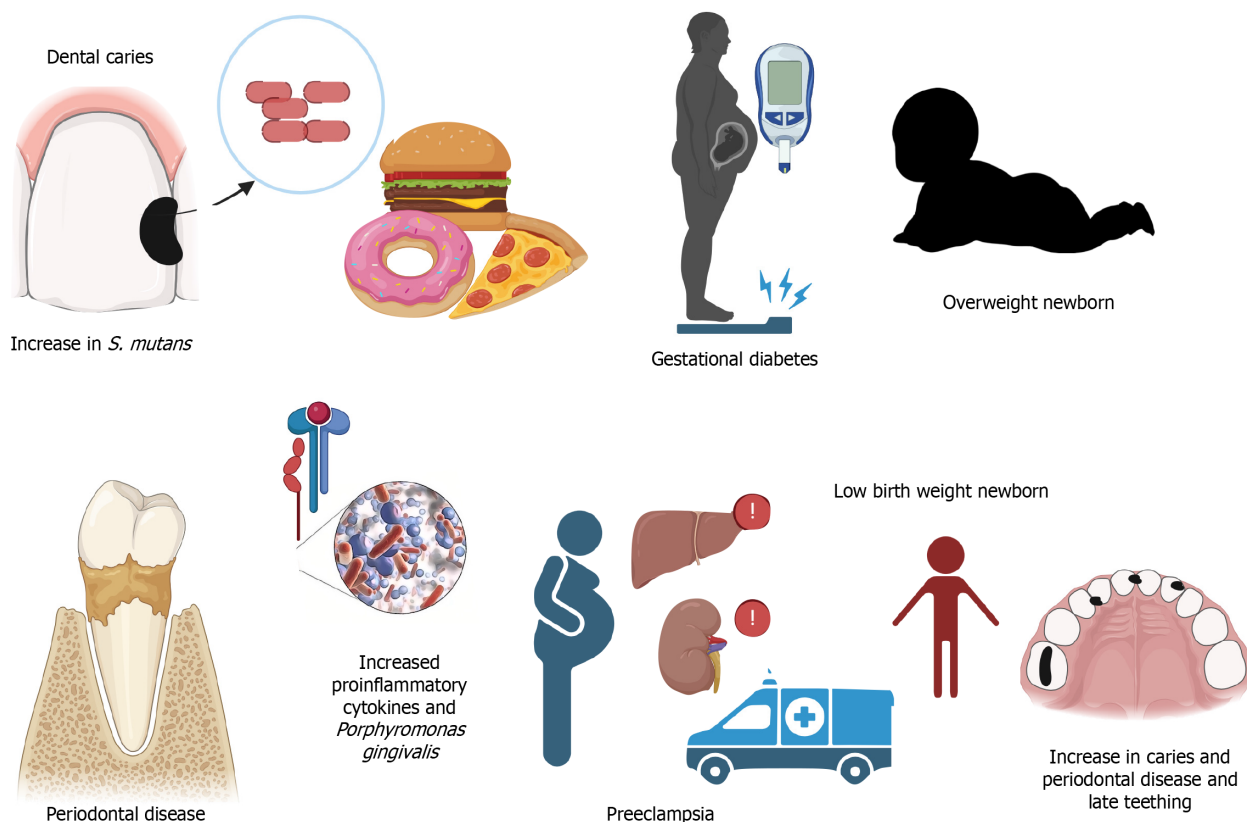 Dental caries
Increase in S. mutans
Gestational diabetes
Overweight newborn
Periodontal disease
Increased
proinflammatory
cytokines and
Porphyromonas
gingivalis
!
!
Preeclampsia
Low birth weight newborn
Increase in caries and
periodontal disease and
late teething